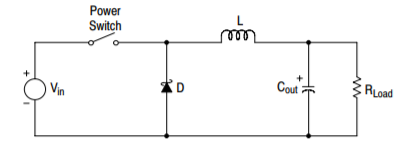 Power
Switch
L
+
Vin
−
D
+
Cout
RLoad